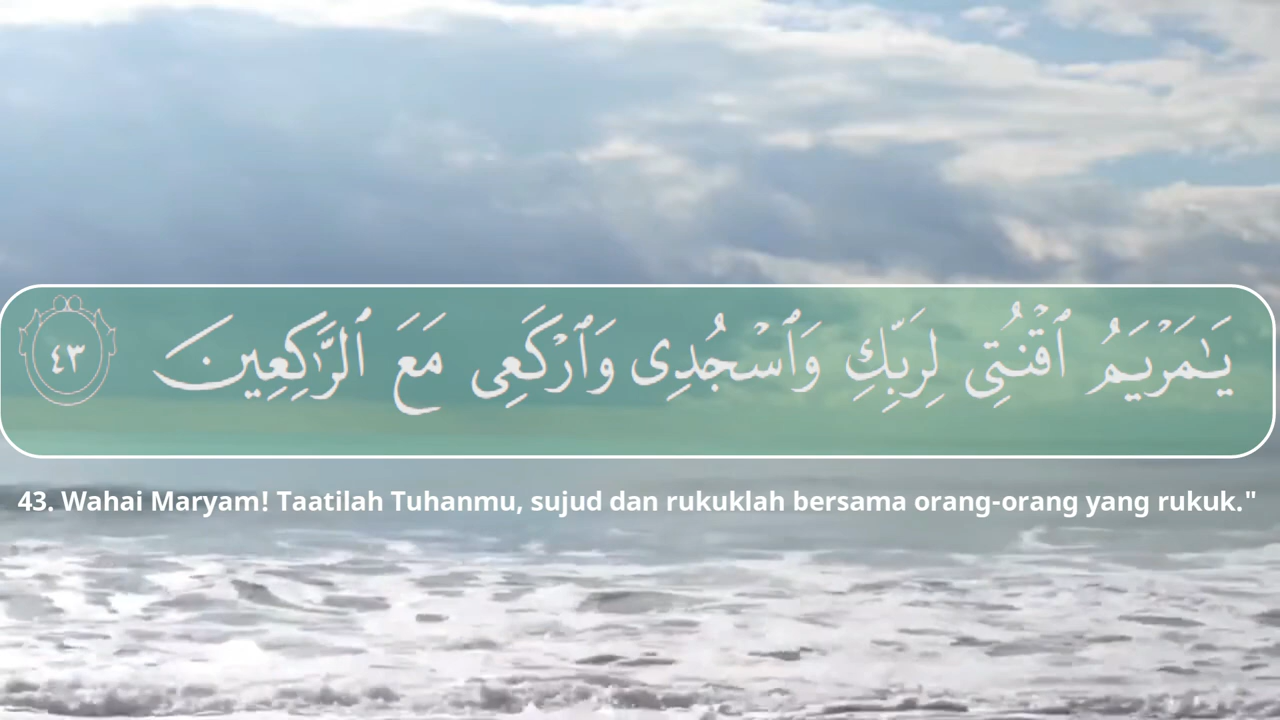 يَـٰمَرْيَمُ ٱقْنُتِى لِرَبِّكِ وَٱسْجُدِى وَٱرْكَعِى مَعَ ٱلرَّٰكِعِينَ ٤٣
43. Wahai Maryam! Taatilah Tuhanmu, sujud dan rukuklah bersama orang-orang yang rukuk."